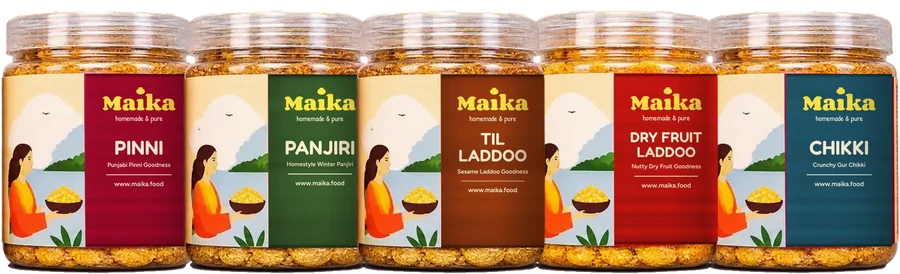 Maika
homemade & pure
PINNI
Punjabi Pinni Goodness
www.maika.food
Maika
homemade & pure
PANJIRI
Homestyle Winter Panjiri
www.maika.food
Maika
homemade & pure
TIL
LADDOO
Sesame Laddoo Goodness
www.maika.food
Maika
homemade & pure
DRY FRUIT
LADDOO
Nutty Dry Fruit Goodness
www.maika.food
Maika
homemade & pure
CHIKKI
Crunchy Gur Chikki
www.maika.food